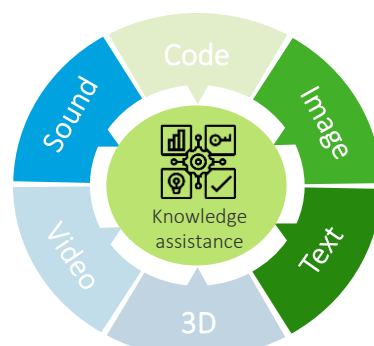 Code
Sound
Image
Knowledge
assistance
Video
Text
3D